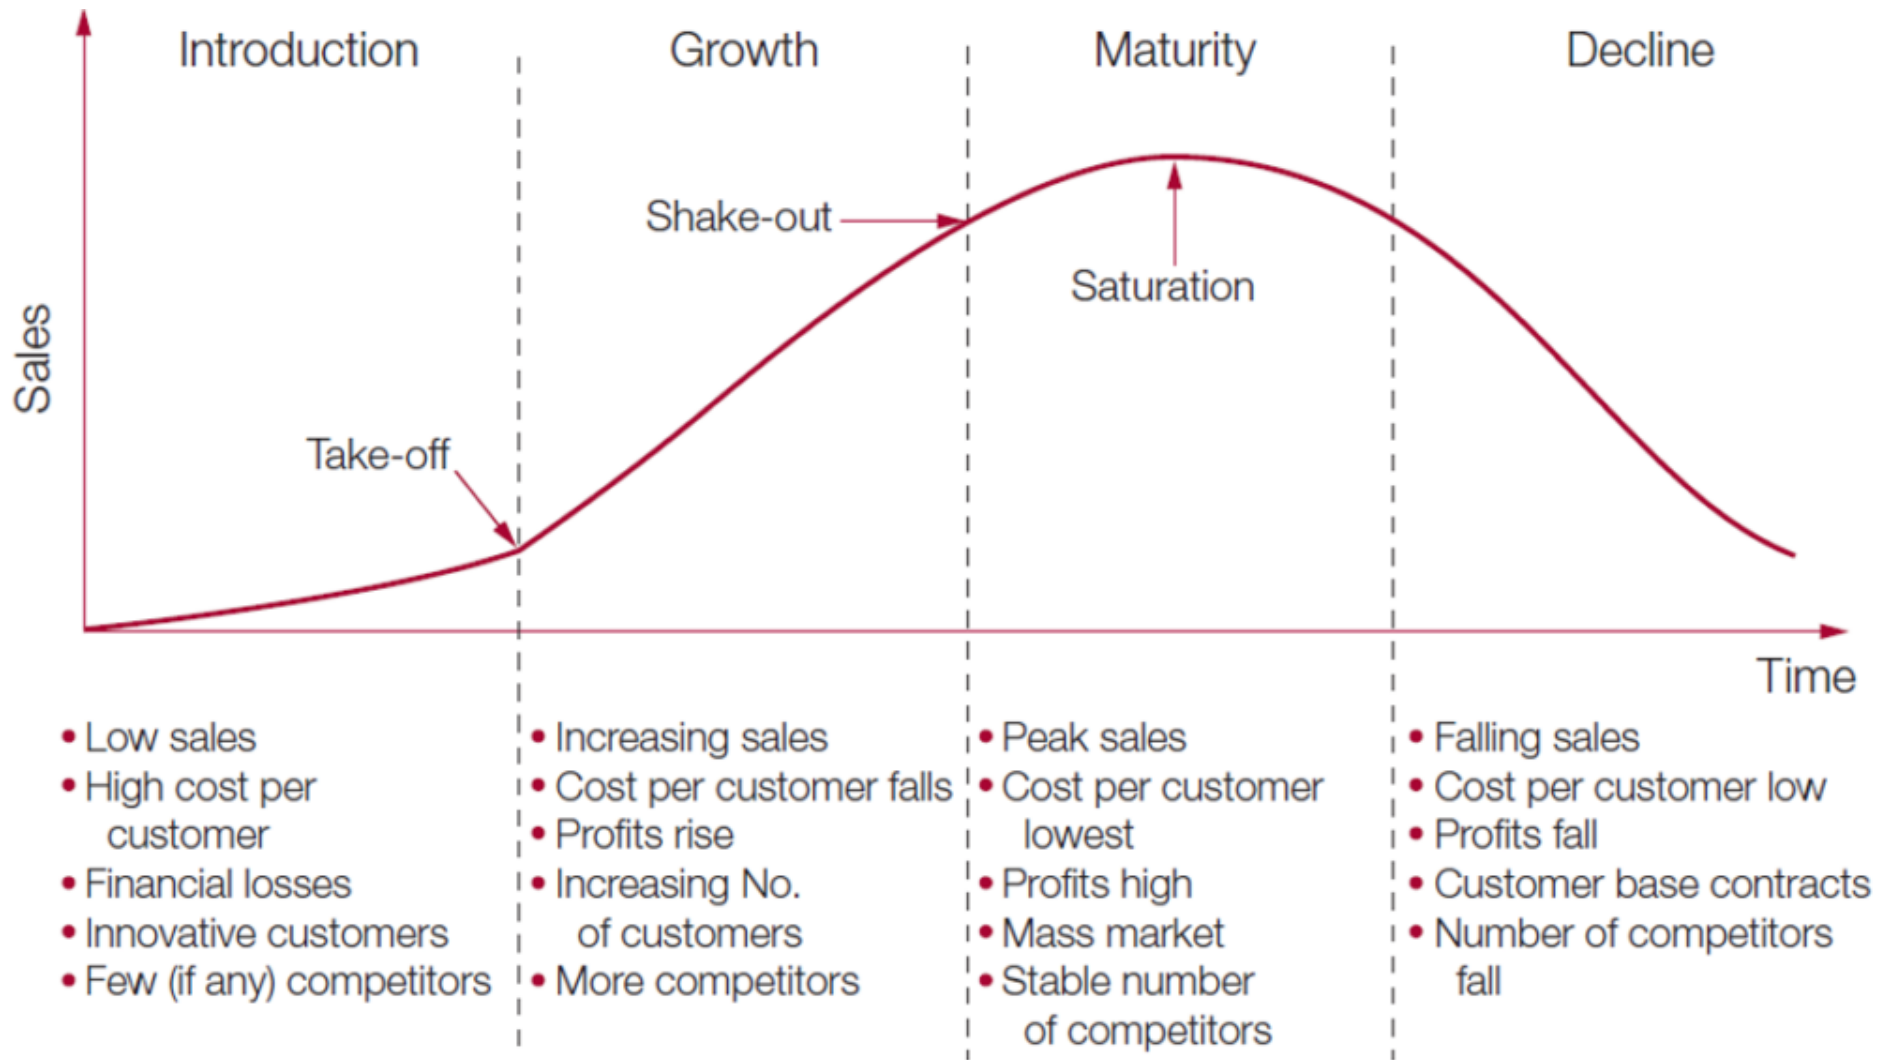 Introduction
Growth
Maturity
Decline
Shake-out
Saturation
Take-off
Sales
Time
• Low sales
• High cost per
customer
• Financial losses
• Innovative customers
• Few (if any) competitors
• Increasing sales
• Cost per customer falls
• Profits rise
• Increasing No.
of customers
• More competitors
• Peak sales
• Cost per customer
lowest
• Profits high
• Mass market
• Stable number
of competitors
• Falling sales
• Cost per customer low
• Profits fall
• Customer base contracts
• Number of competitors
fall